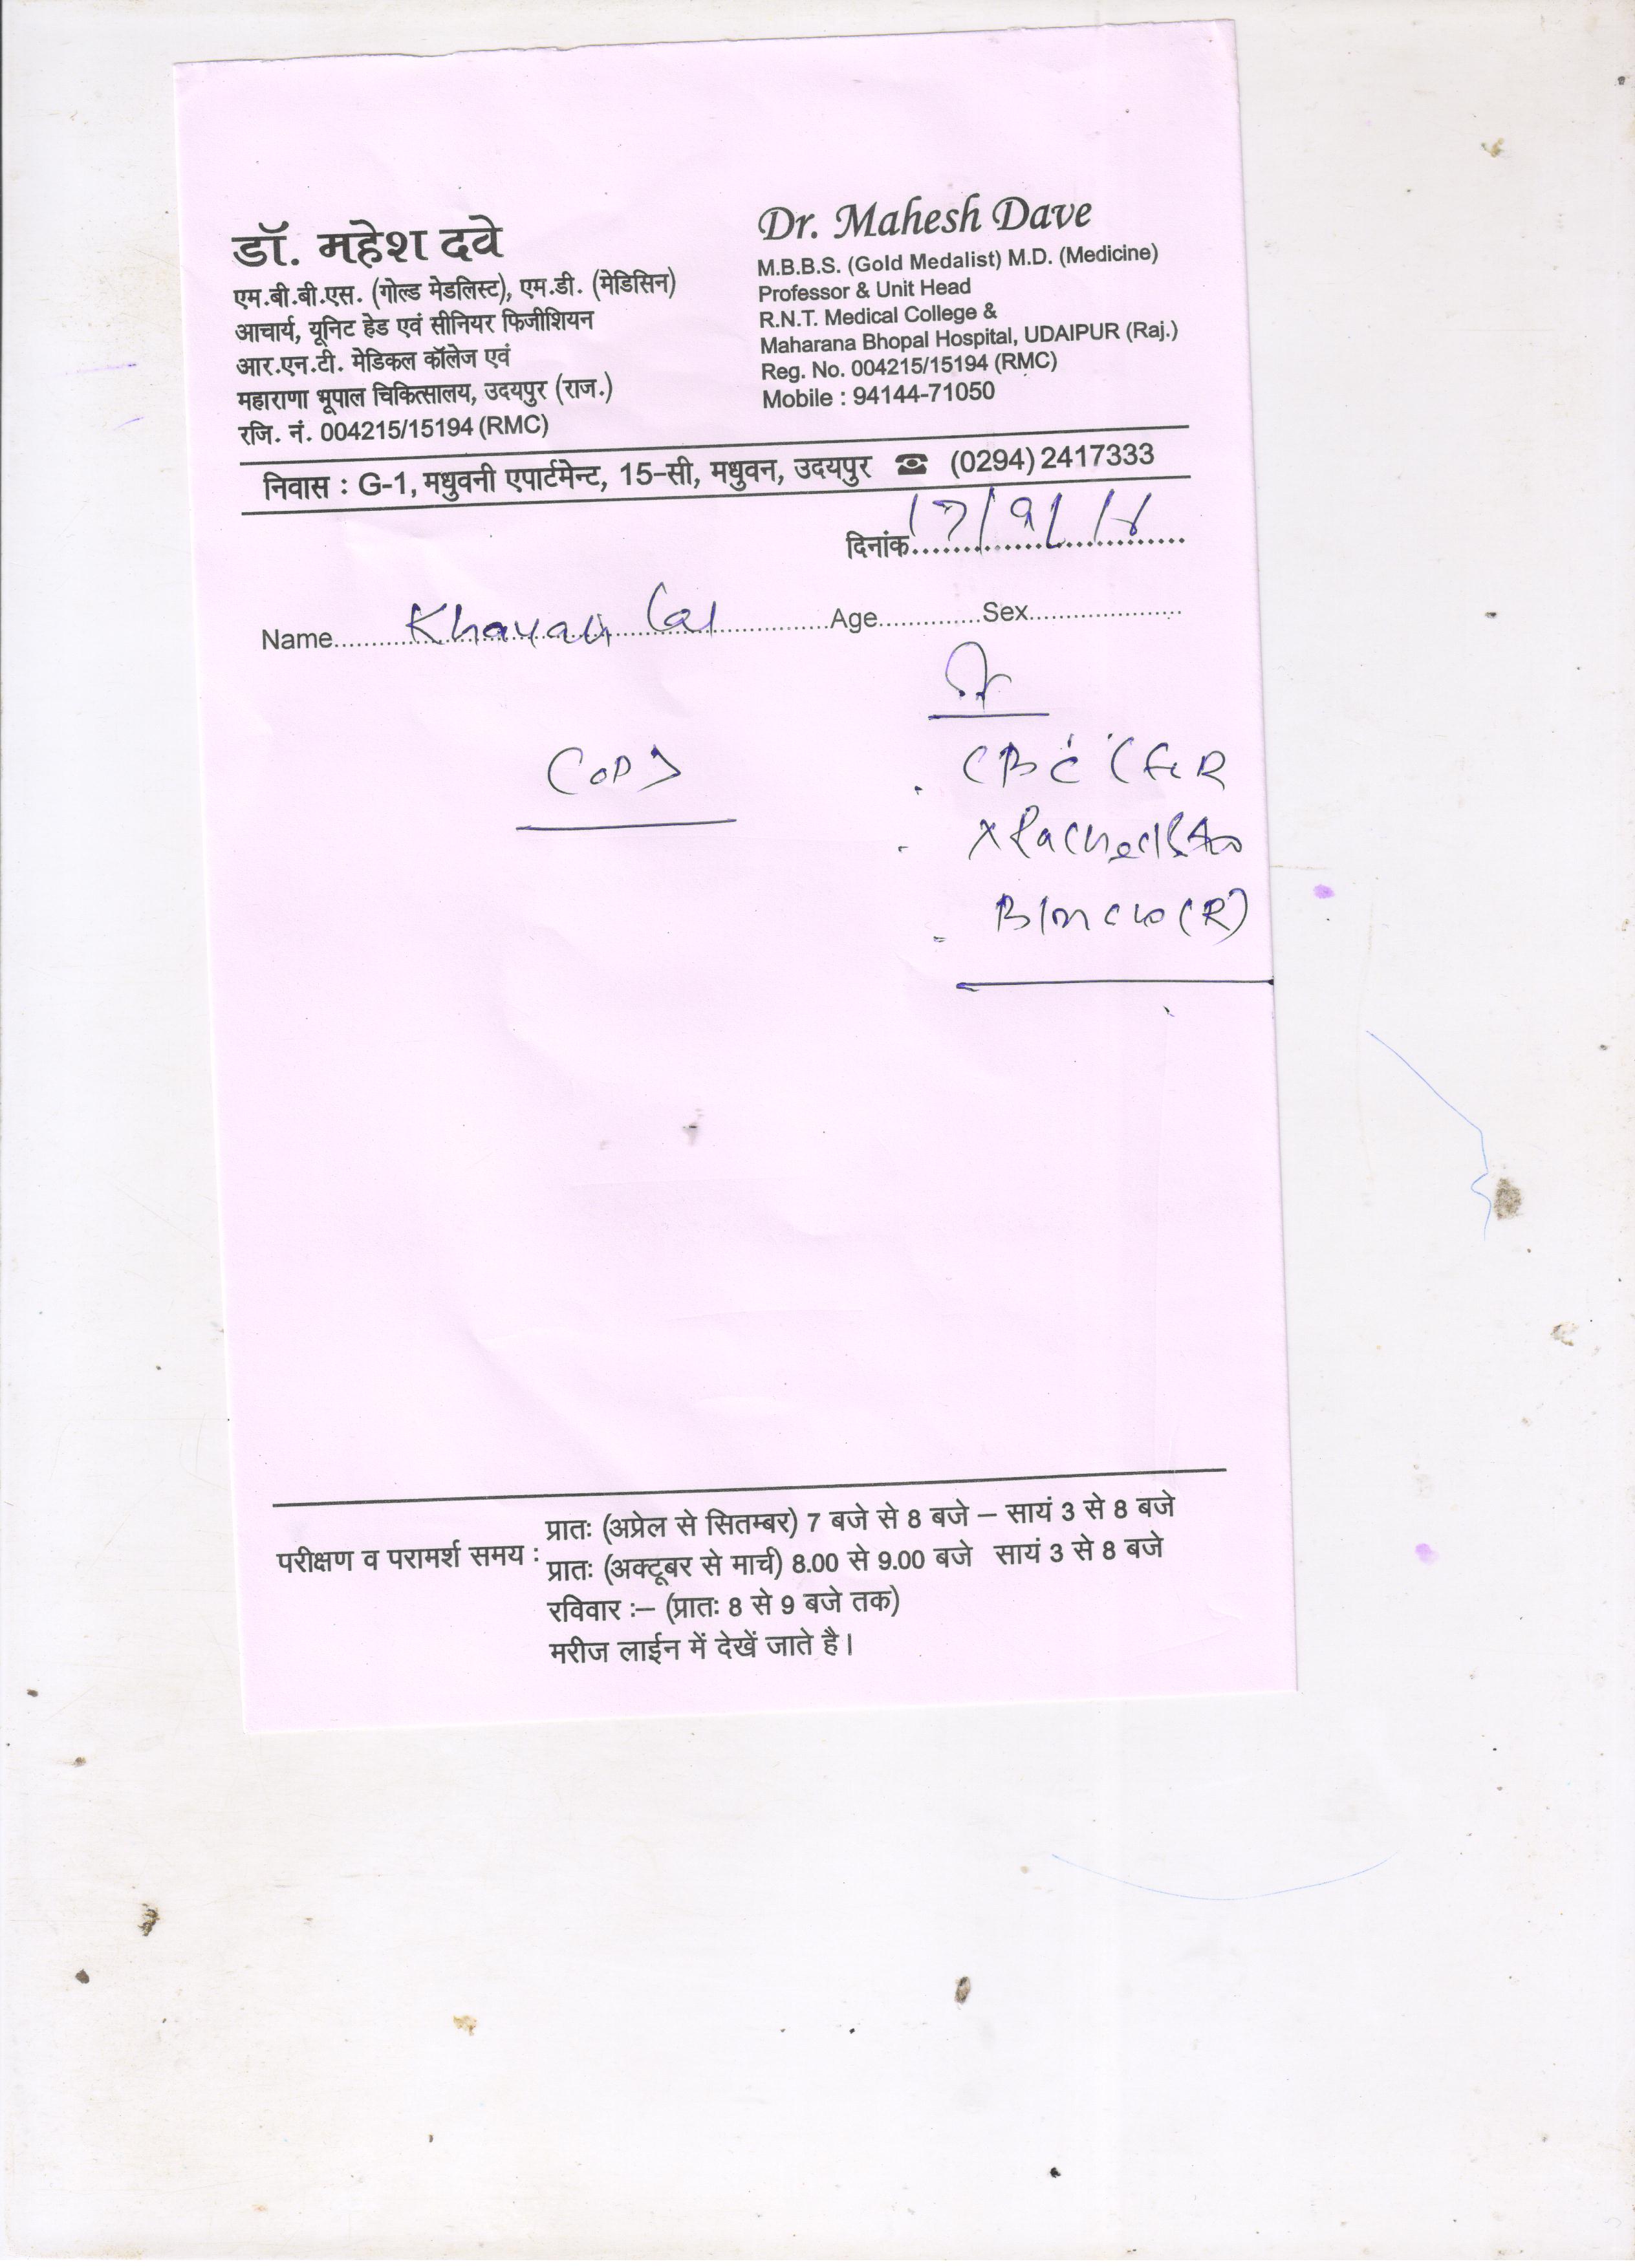 डॉ. महेश दवे
एम.बी.बी.एस. (गोल्ड मेडलिस्ट), एम.डी. (मेडिसिन)
आचार्य, यूनिट हेड एवं सीनियर फिजीशियन
आर.एन.टी. मेडिकल कॉलेज एवं
महाराणा भूपाल चिकित्सालय, उदयपुर (राज.)
रजि. नं. 004215/15194 (RMC)
Dr. Mahesh Dave
M.B.B.S. (Gold Medalist) M.D. (Medicine)
Professor & Unit Head
R.N.T. Medical College &
Maharana Bhopal Hospital, UDAIPUR (Raj.)
Reg. No. 004215/15194 (RMC)
Mobile : 94144-71050
निवास : G-1, मधुवनी एपार्टमेन्ट, 15-सी, मधुवन, उदयपुर ☎ (0294) 2417333
दिनांक 17/9/
Name Lal Age Sex
COPD
CBC
परीक्षण व परामर्श समय : प्रातः (अप्रेल से सितम्बर) 7 बजे से 8 बजे – सायं 3 से 8 बजे
प्रातः (अक्टूबर से मार्च) 8.00 से 9.00 बजे सायं 3 से 8 बजे
रविवार :– (प्रातः 8 से 9 बजे तक)
मरीज लाईन में देखें जाते है।